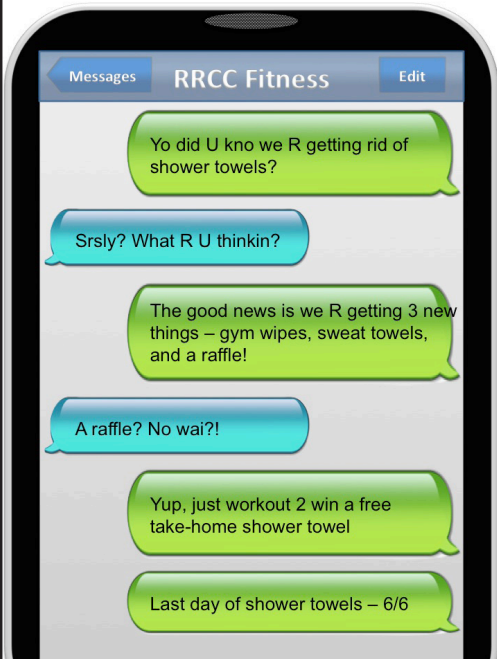 Messages
RRCC Fitness
Edit
Yo did U kno we R getting rid of
shower towels?
Srsly? What R U thinkin?
The good news is we R getting 3 new
things – gym wipes, sweat towels,
and a raffle!
A raffle? No wai?!
Yup, just workout 2 win a free
take-home shower towel
Last day of shower towels – 6/6